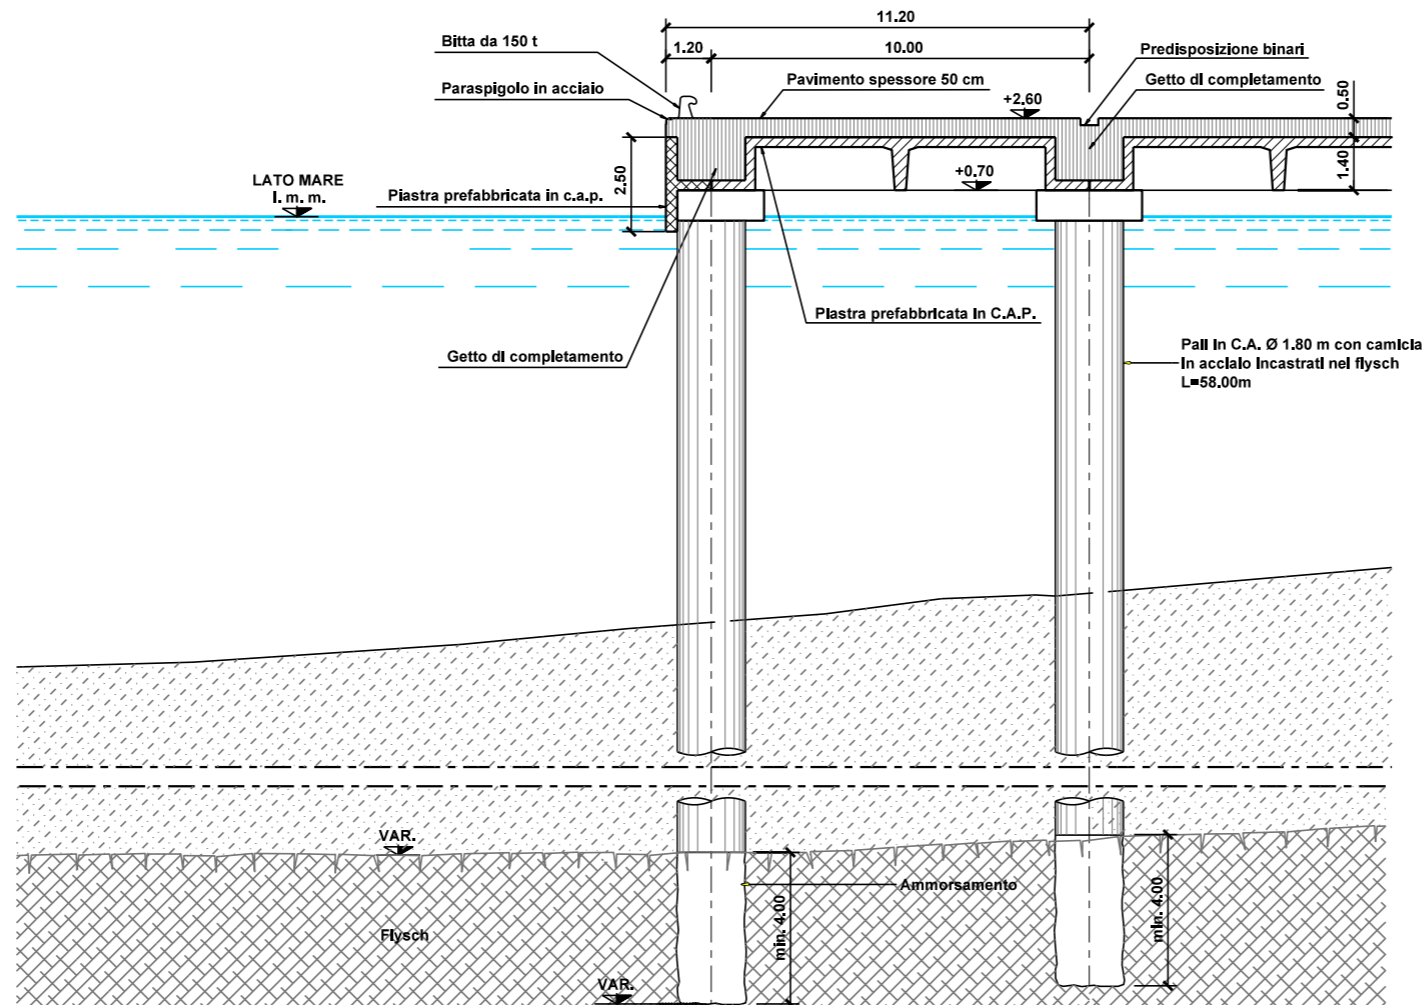 11.20
Bitta da 150 t
1.20
10.00
Predisposizione binari
Paraspigolo in acciaio
Pavimento spessore 50 cm
Getto di completamento
+2.60
0.50
2.50
1.40
LATO MARE
l. m. m.
+0.70
Piastra prefabbricata in c.a.p.
Piastra prefabbricata in C.A.P.
Getto di completamento
Pali in C.A. Ø 1.80 m con camicia
in acciaio incastrati nel flysch
L=58.00m
VAR.
Ammorsamento
min. 4.00
min. 4.00
Flysch
VAR.